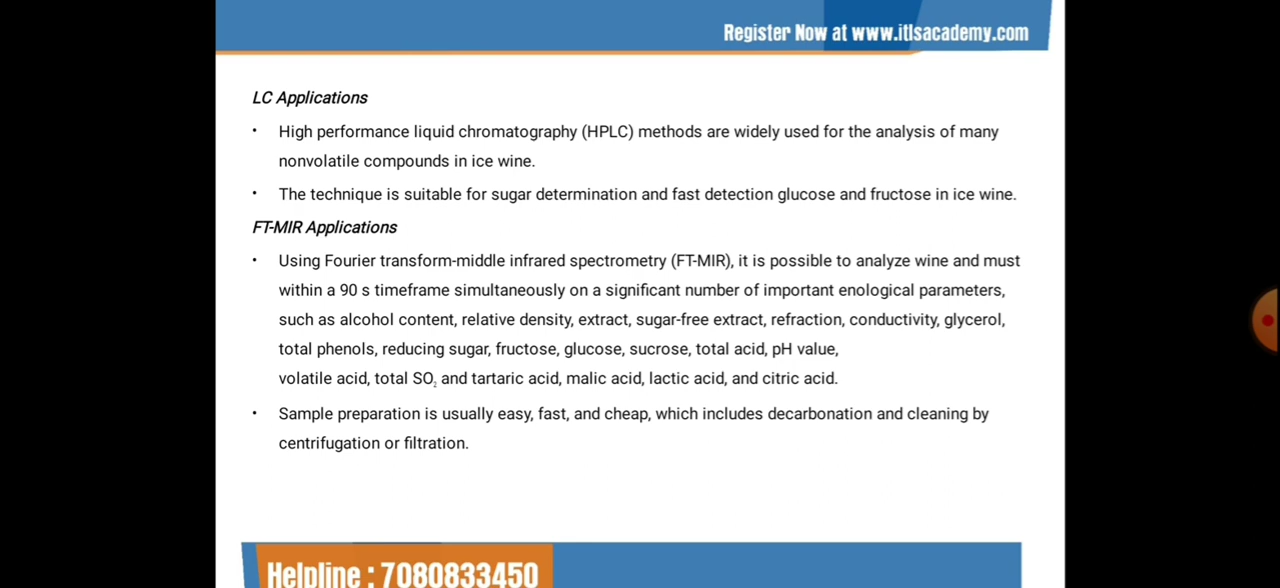 Register Now at www.itlsacademy.com
LC Applications
• High performance liquid chromatography (HPLC) methods are widely used for the analysis of many
nonvolatile compounds in ice wine.
• The technique is suitable for sugar determination and fast detection glucose and fructose in ice wine.
FT-MIR Applications
• Using Fourier transform-middle infrared spectrometry (FT-MIR), it is possible to analyze wine and must
within a 90 s timeframe simultaneously on a significant number of important enological parameters,
such as alcohol content, relative density, extract, sugar-free extract, refraction, conductivity, glycerol,
total phenols, reducing sugar, fructose, glucose, sucrose, total acid, pH value,
volatile acid, total SO₂ and tartaric acid, malic acid, lactic acid, and citric acid.
• Sample preparation is usually easy, fast, and cheap, which includes decarbonation and cleaning by
centrifugation or filtration.
Helpline : 7080833450